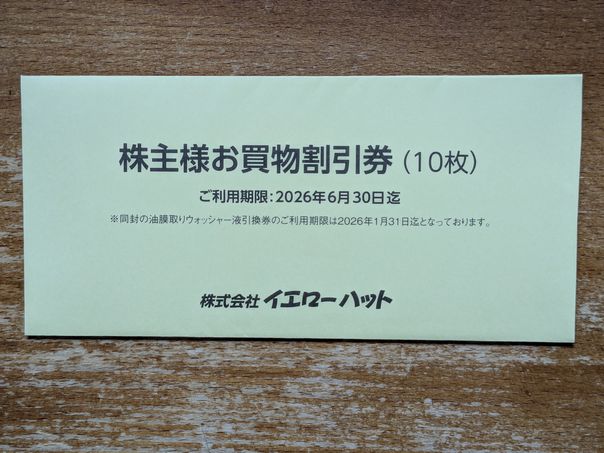 株主様お買物割引券（10枚）
ご利用期限：2026年6月30日迄
※同封の油膜取りウォッシャー液引換券のご利用期限は2026年1月31日迄となっております。
株式会社 イエローハット